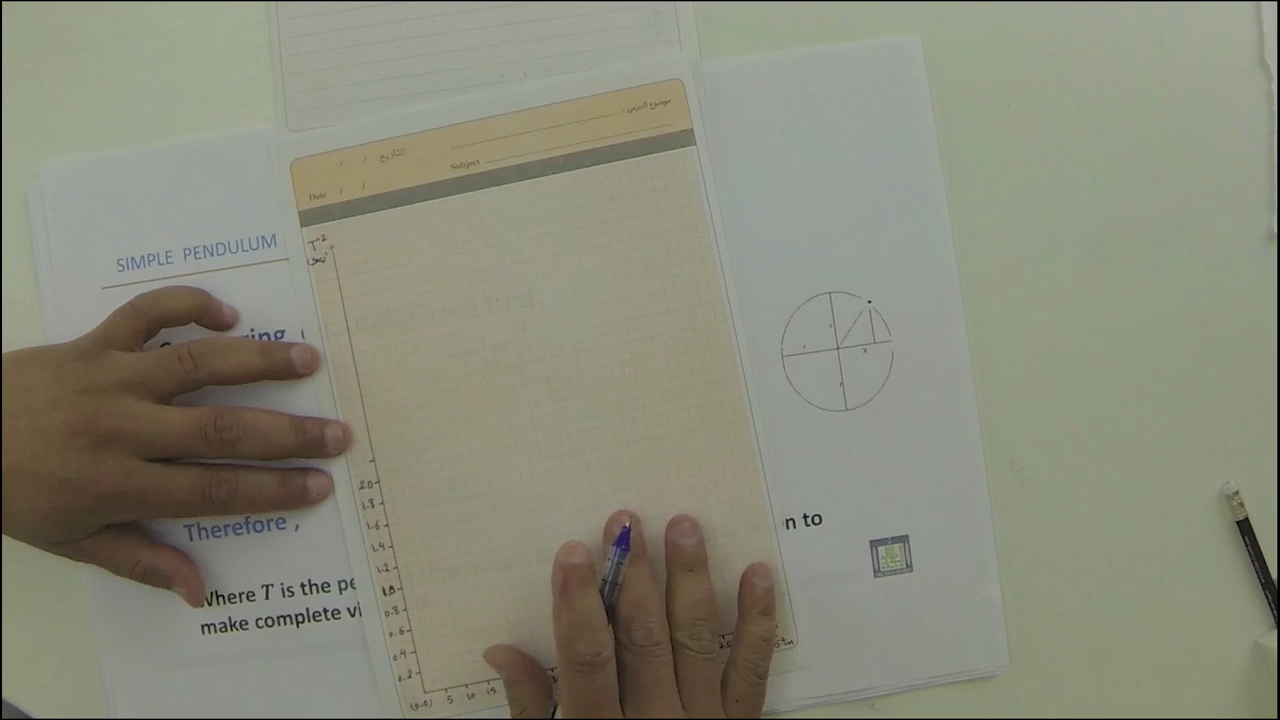 موضوع الدرس :
التاريخ / /
Subject
Date / /
SIMPLE PENDULUM
T²
(sec)²
2.0
1.8
1.6
1.4
1.2
1.0
0.8
0.6
0.4
0.2
(0.0) 5 10 15
Therefore ,
n to
Where T is the pe
make complete vi